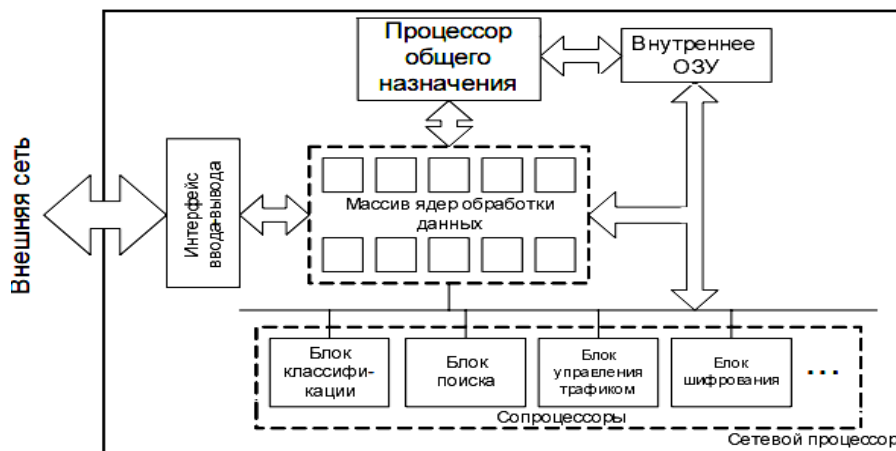 Процессор
общего
назначения
Внутреннее
ОЗУ
Внешняя сеть
Интерфейс
ввода-вывода
Массив ядер обработки
данных
Блок
классифи-
кации
Блок
поиска
Блок
управления
трафиком
Блок
шифрования
...
Сопроцессоры
Сетевой процессор